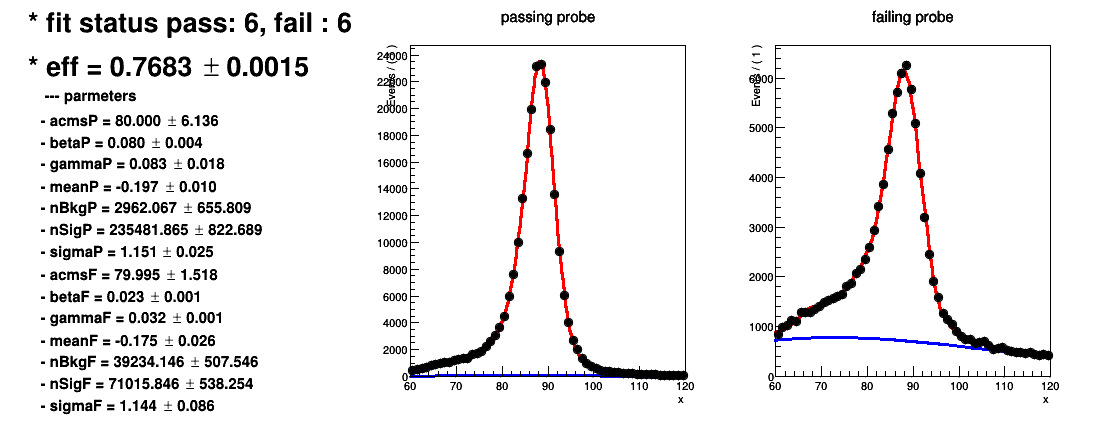 * fit status pass: 6, fail : 6
* eff = 0.7683 ± 0.0015
--- parmeters
- acmsP = 80.000 ± 6.136
- betaP = 0.080 ± 0.004
- gammaP = 0.083 ± 0.018
- meanP = -0.197 ± 0.010
- nBkgP = 2962.067 ± 655.809
- nSigP = 235481.865 ± 822.689
- sigmaP = 1.151 ± 0.025
- acmsF = 79.995 ± 1.518
- betaF = 0.023 ± 0.001
- gammaF = 0.032 ± 0.001
- meanF = -0.175 ± 0.026
- nBkgF = 39234.146 ± 507.546
- nSigF = 71015.846 ± 538.254
- sigmaF = 1.144 ± 0.086
passing probe
Events / ( 1 )
24000
22000
20000
18000
16000
14000
12000
10000
8000
6000
4000
2000
0
60 70 80 90 100 110 120
x
failing probe
Events / ( 1 )
6000
5000
4000
3000
2000
1000
0
60 70 80 90 100 110 120
x